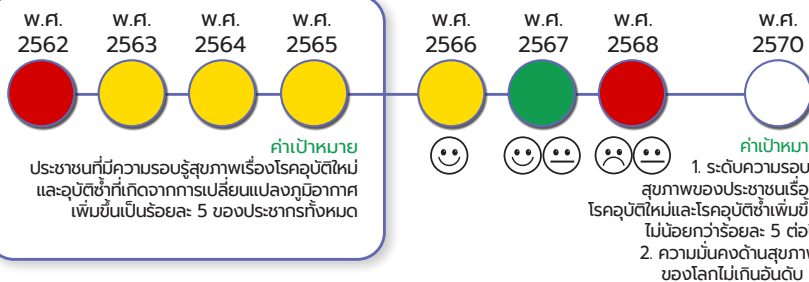 พ.ศ. 2562
พ.ศ. 2563
พ.ศ. 2564
พ.ศ. 2565
พ.ศ. 2566
พ.ศ. 2567
พ.ศ. 2568
พ.ศ. 2570
ค่าเป้าหมาย
ประชาชนที่มีความรอบรู้สุขภาพเรื่องโรคอุบัติใหม่
และอุบัติซ้ำที่เกิดจากการเปลี่ยนแปลงภูมิอากาศ
เพิ่มขึ้นเป็นร้อยละ 5 ของประชากรทั้งหมด
ค่าเป้าหมา
1. ระดับความรอบ
สุขภาพของประชาชนเรื่อ
โรคอุบัติใหม่และโรคอุบัติซ้ำเพิ่มขึ้
ไม่น้อยกว่าร้อยละ 5 ต่อ
2. ความมั่นคงด้านสุขภา
ของโลกไม่เกินอันดับ